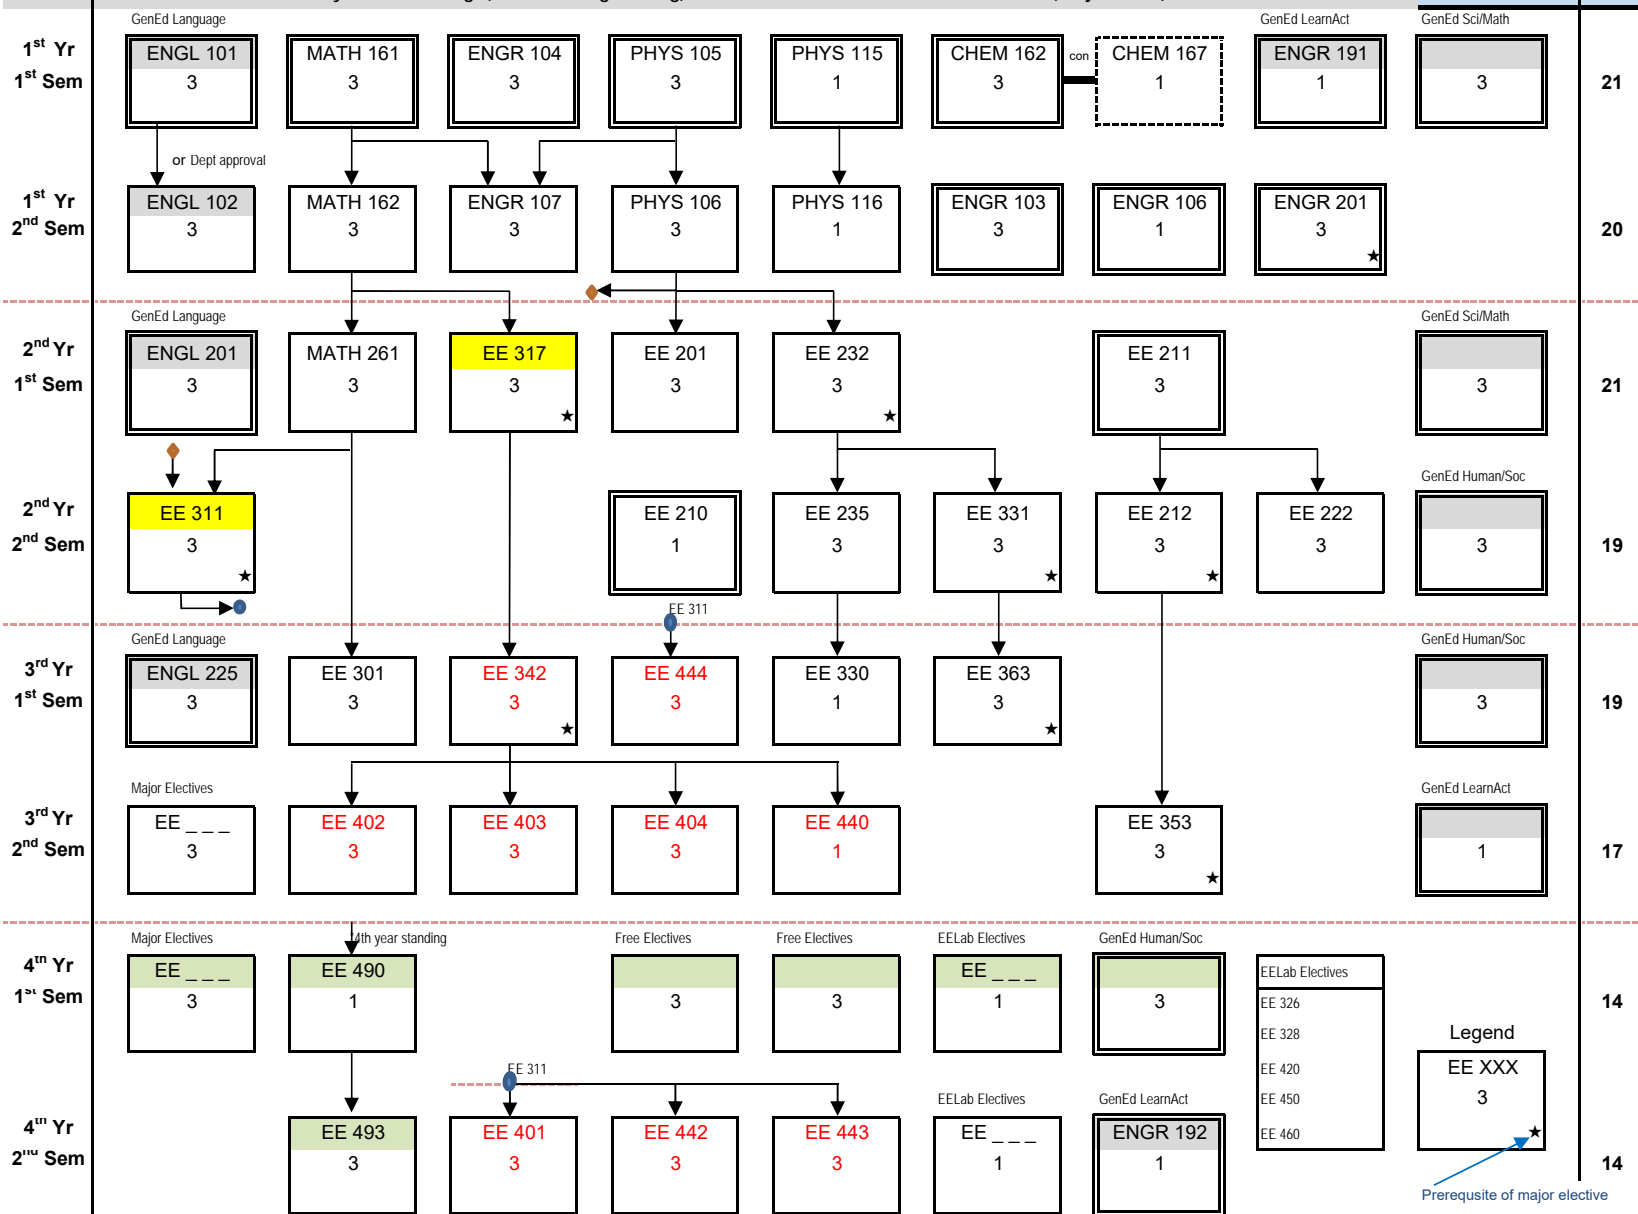 GenEd Language GenEd LearnAct GenEd Sci/Math
1st Yr ENGL 101 MATH 161 ENGR 104 PHYS 105 PHYS 115 CHEM 162 con CHEM 167 ENGR 191
1st Sem 3 3 3 3 1 3 1 1 3 21
or Dept approval
1st Yr ENGL 102 MATH 162 ENGR 107 PHYS 106 PHYS 116 ENGR 103 ENGR 106 ENGR 201
2nd Sem 3 3 3 3 1 3 1 3 20
★
GenEd Language GenEd Sci/Math
2nd Yr ENGL 201 MATH 261 EE 317 EE 201 EE 232 EE 211
1st Sem 3 3 3 3 3 3 3 21
★ ★
GenEd Human/Soc
2nd Yr EE 311 EE 210 EE 235 EE 331 EE 212 EE 222
2nd Sem 3 1 3 3 3 3 3 19
★ ★ ★
EE 311
GenEd Language GenEd Human/Soc
3rd Yr ENGL 225 EE 301 EE 342 EE 444 EE 330 EE 363
1st Sem 3 3 3 3 1 3 3 19
★ ★
Major Electives GenEd LearnAct
3rd Yr EE _ _ _ EE 402 EE 403 EE 404 EE 440 EE 353
2nd Sem 3 3 3 3 1 3 1 17
★
Major Electives 4th year standing Free Electives Free Electives EELab Electives GenEd Human/Soc
4th Yr EE _ _ _ EE 490 EE _ _ _ EELab Electives
1st Sem 3 1 3 3 1 3 14
EE 326
EE 328
Legend
EE 420 EE XXX
EE 311
EELab Electives GenEd LearnAct EE 450 3
4th Yr EE 493 EE 401 EE 442 EE 443 EE _ _ _ ENGR 192 EE 460 ★
2nd Sem 3 3 3 3 1 1 14
Prerequsite of major elective